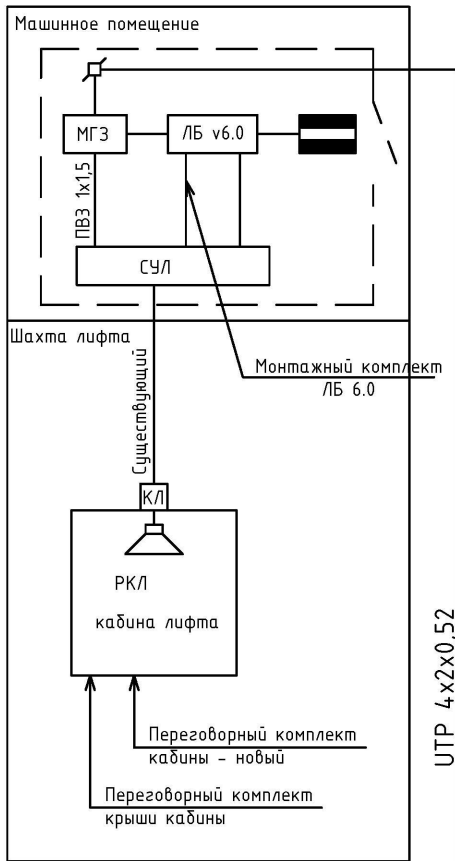 Машинное помещение
МГЗ
ЛБ v6.0
ПВЗ 1х1,5
СУЛ
Шахта лифта
Монтажный комплект
ЛБ 6.0
Существующий
КЛ
РКЛ
кабина лифта
UTP 4x2x0,52
Переговорный комплект
кабины - новый
Переговорный комплект
крыши кабины